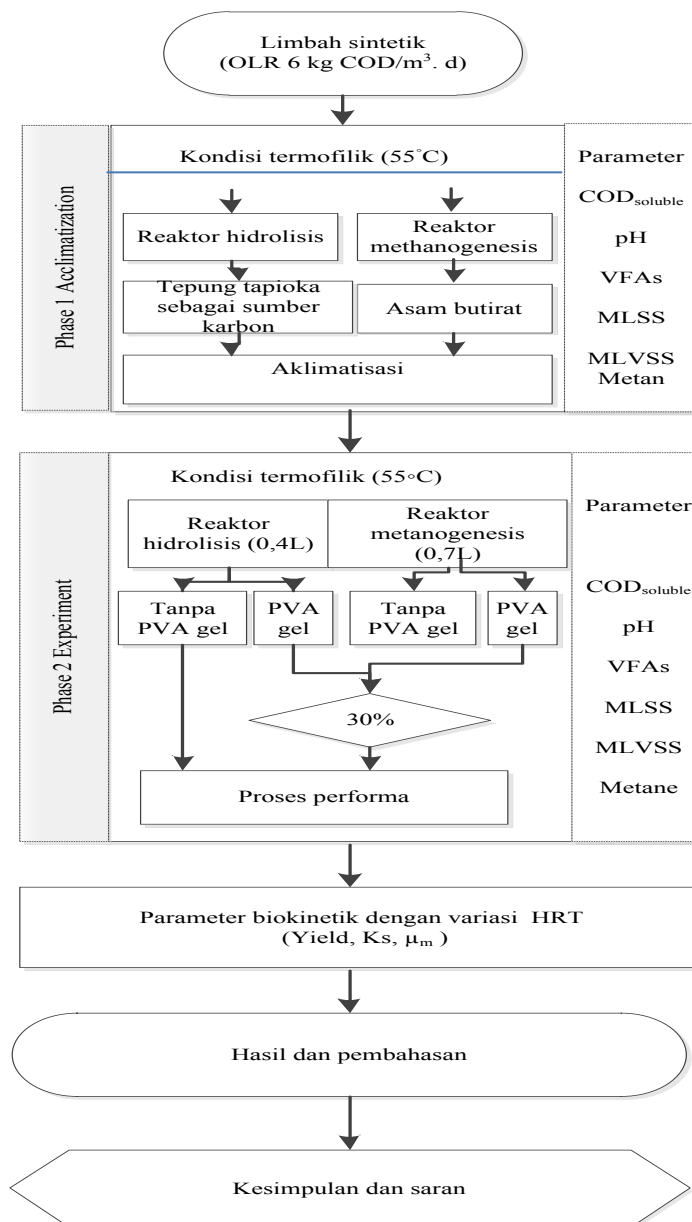 Limbah sintetik
(OLR 6 kg COD/m³. d)
Phase 1 Acclimatization
Kondisi termofilik (55°C)
Reaktor hidrolisis
Reaktor
methanogenesis
Tepung tapioka
sebagai sumber
karbon
Asam butirat
Aklimatisasi
Parameter
CODsoluble
pH
VFAs
MLSS
MLVSS
Metan
Phase 2 Experiment
Kondisi termofilik (55∘C)
Reaktor
hidrolisis (0,4L)
Reaktor
metanogenesis
(0,7L)
Tanpa
PVA gel
PVA
gel
Tanpa
PVA gel
PVA
gel
30%
Proses performa
Parameter
CODsoluble
pH
VFAs
MLSS
MLVSS
Metane
Parameter biokinetik dengan variasi HRT
(Yield, Ks, μm )
Hasil dan pembahasan
Kesimpulan dan saran